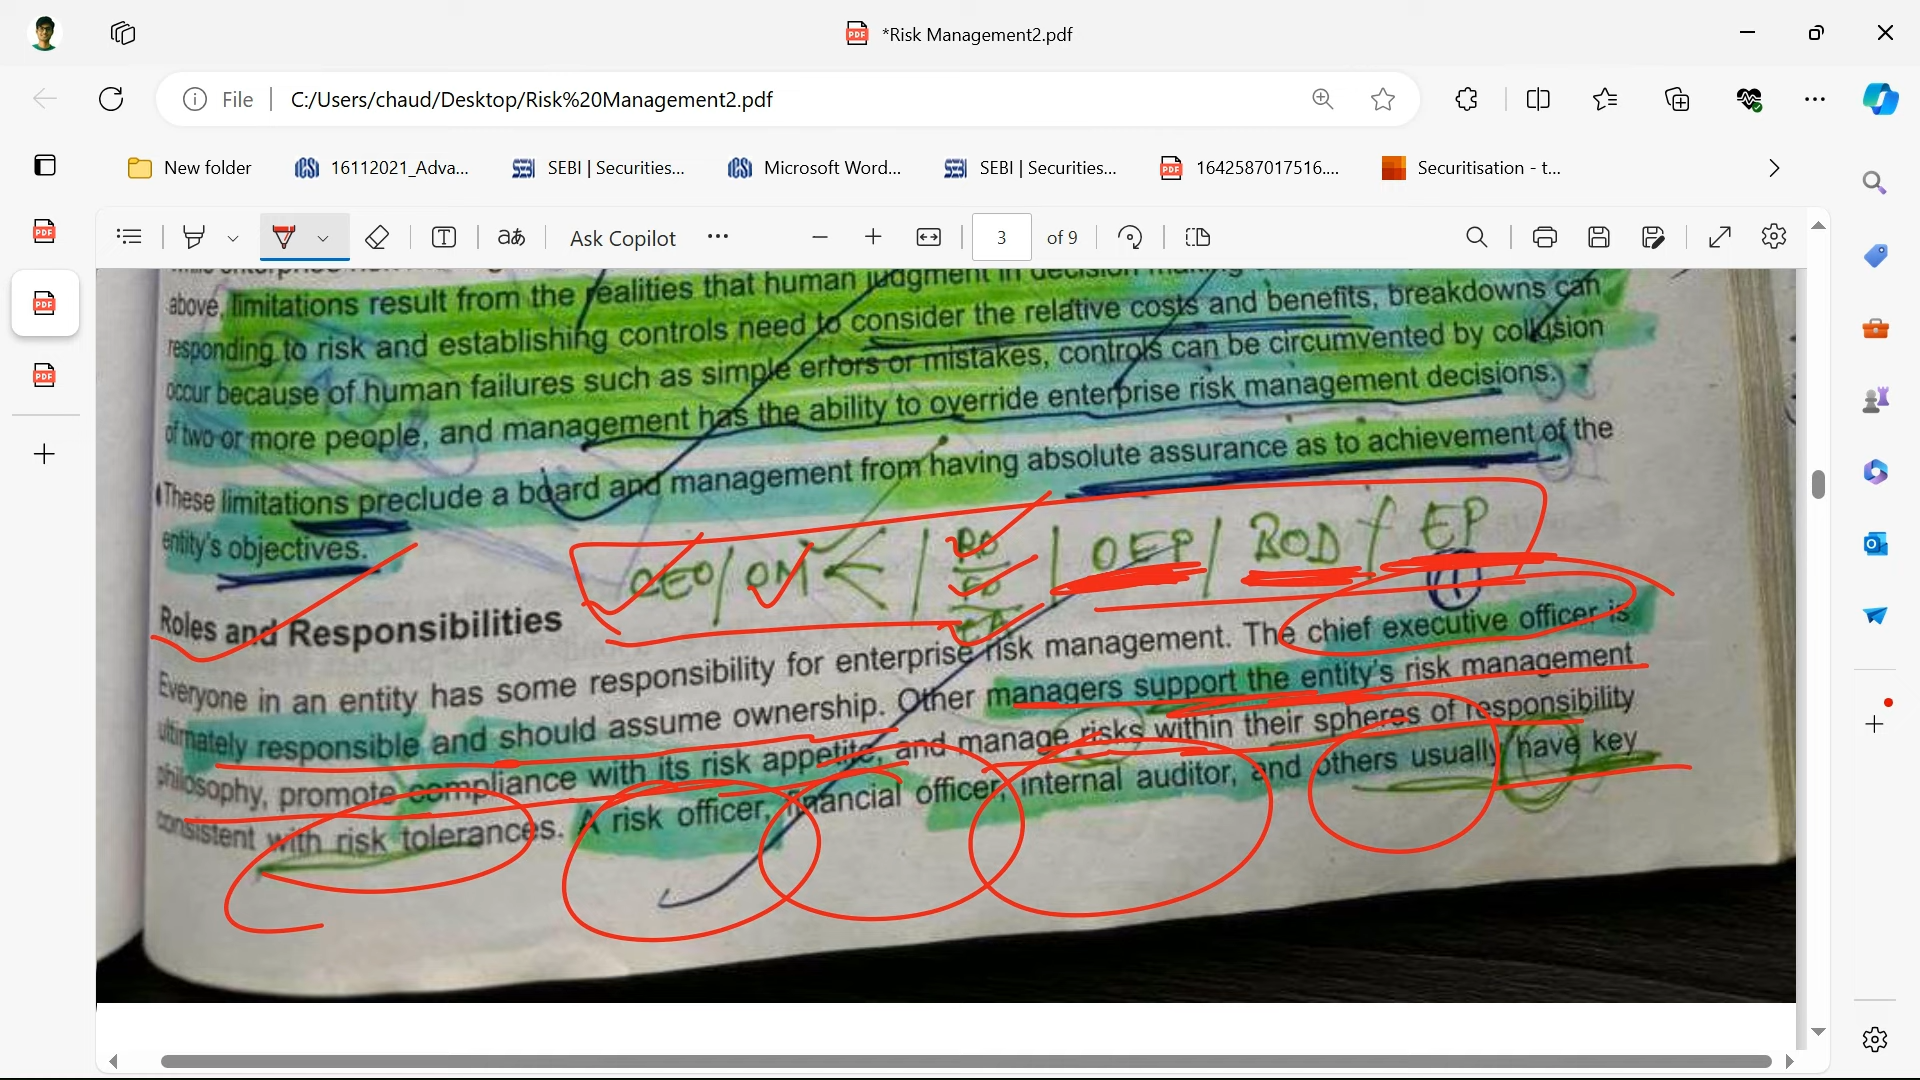 *Risk Management2.pdf
File
C:/Users/chaud/Desktop/Risk%20Management2.pdf
New folder
16112021_Adva...
SEBI | Securities...
Microsoft Word...
SEBI | Securities...
1642587017516....
Securitisation - t...
Ask Copilot
3 of 9
above, limitations result from the realities that human judgment in decision
responding to risk and establishing controls need to consider the relative costs and benefits, breakdowns can
occur because of human failures such as simple errors or mistakes, controls can be circumvented by collusion
of two or more people, and management has the ability to override enterprise risk management decisions.
These limitations preclude a board and management from having absolute assurance as to achievement of the
entity's objectives.
CEO / OM < | RO FO IA | OEP | BOD / EP
1
Roles and Responsibilities
Everyone in an entity has some responsibility for enterprise risk management. The chief executive officer is
ultimately responsible and should assume ownership. Other managers support the entity's risk management
philosophy, promote compliance with its risk appetite, and manage risks within their spheres of responsibility
consistent with risk tolerances. A risk officer, financial officer, internal auditor, and others usually have key